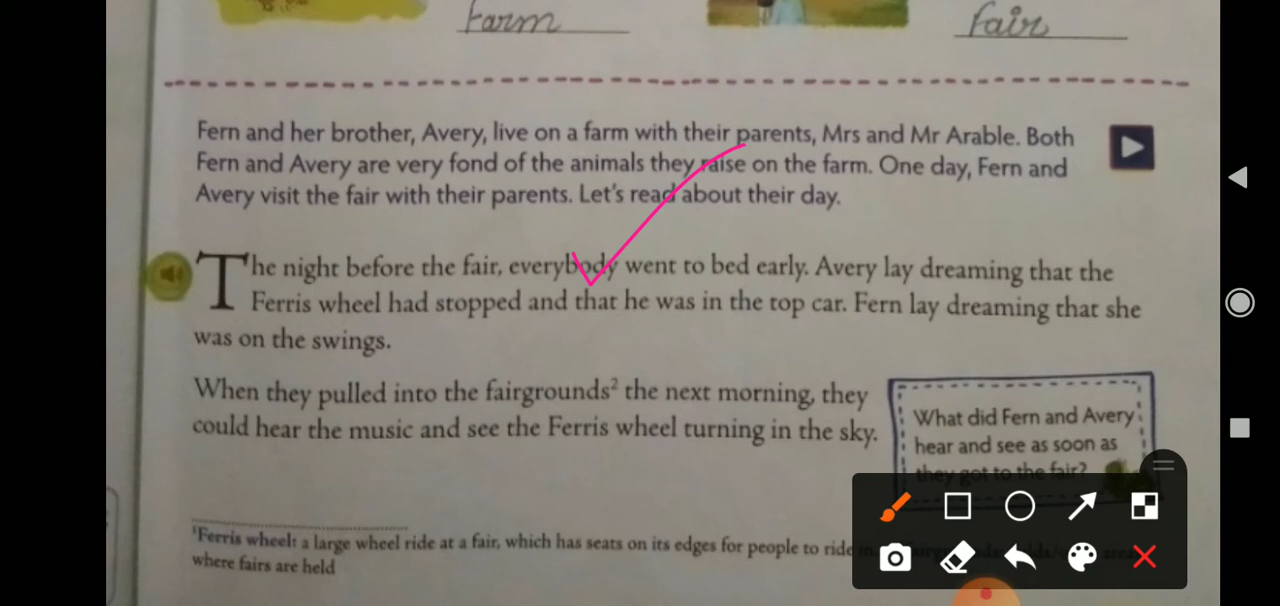 Farm
fair
Fern and her brother, Avery, live on a farm with their parents, Mrs and Mr Arable. Both
Fern and Avery are very fond of the animals they raise on the farm. One day, Fern and
Avery visit the fair with their parents. Let's read about their day.
The night before the fair, everybody went to bed early. Avery lay dreaming that the
Ferris wheel had stopped and that he was in the top car. Fern lay dreaming that she
was on the swings.
When they pulled into the fairgrounds² the next morning, they
could hear the music and see the Ferris wheel turning in the sky.
What did Fern and Avery
hear and see as soon as
they got to the fair?
¹Ferris wheel: a large wheel ride at a fair, which has seats on its edges for people to ride
where fairs are held